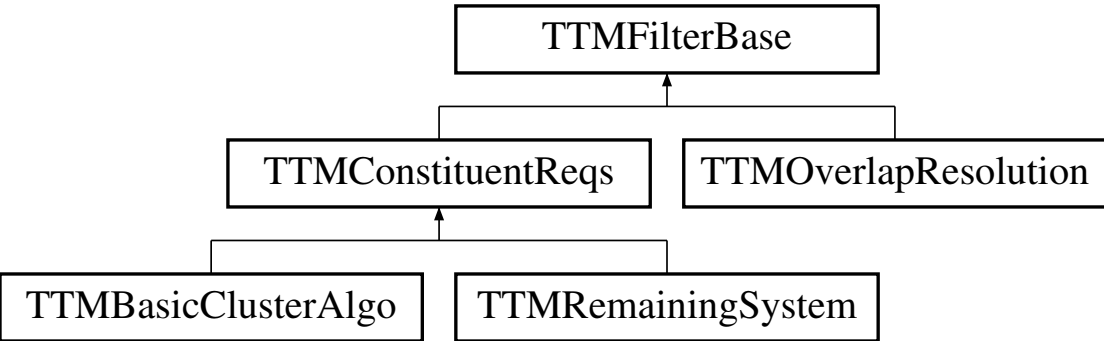 TTMFilterBase
TTMConstituentReqs
TTMOverlapResolution
TTMBasicClusterAlgo
TTMRemainingSystem